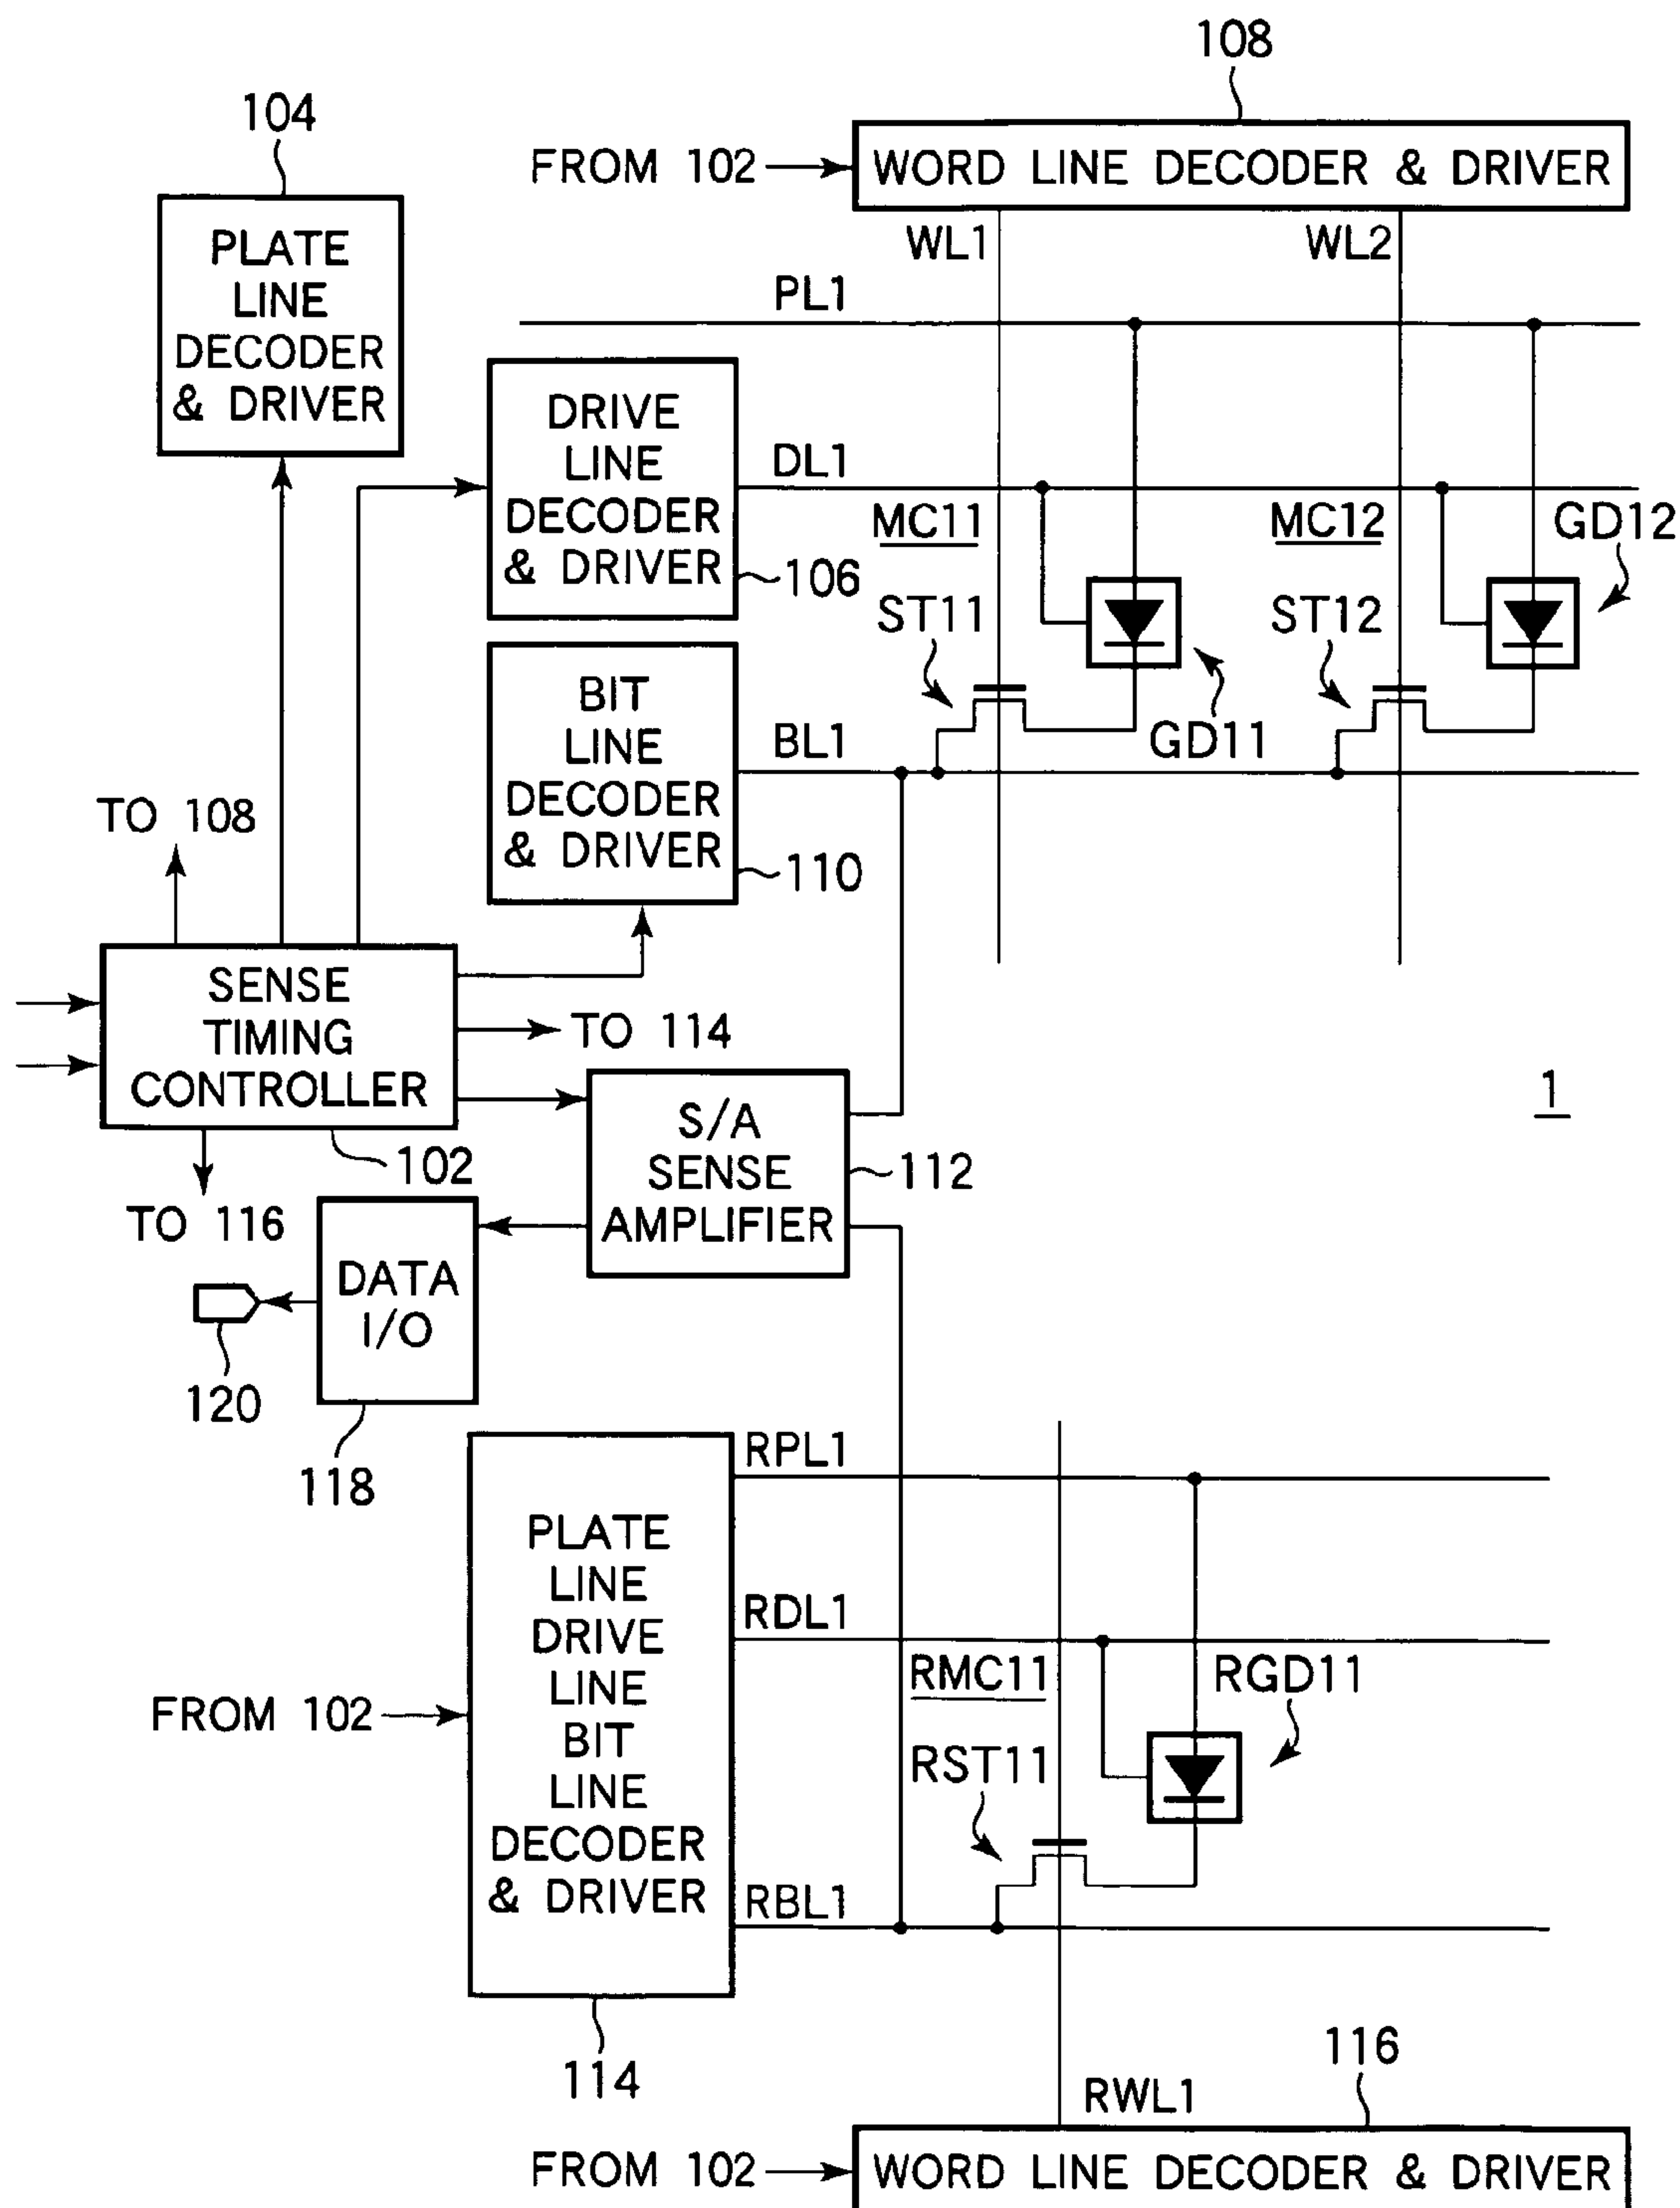 108
104
FROM 102
WORD LINE DECODER & DRIVER
PLATE
LINE
DECODER
& DRIVER
WL1
WL2
PL1
DRIVE
LINE
DECODER
& DRIVER
106
DL1
MC11
MC12
GD12
ST11
ST12
GD11
BIT
LINE
DECODER
& DRIVER
110
BL1
TO 108
SENSE
TIMING
CONTROLLER
102
TO 114
TO 116
1
S/A
SENSE
AMPLIFIER
112
DATA
I/O
120
118
PLATE
LINE
DRIVE
LINE
BIT
LINE
DECODER
& DRIVER
FROM 102
114
RPL1
RDL1
RMC11
RGD11
RST11
RBL1
116
RWL1
FROM 102
WORD LINE DECODER & DRIVER